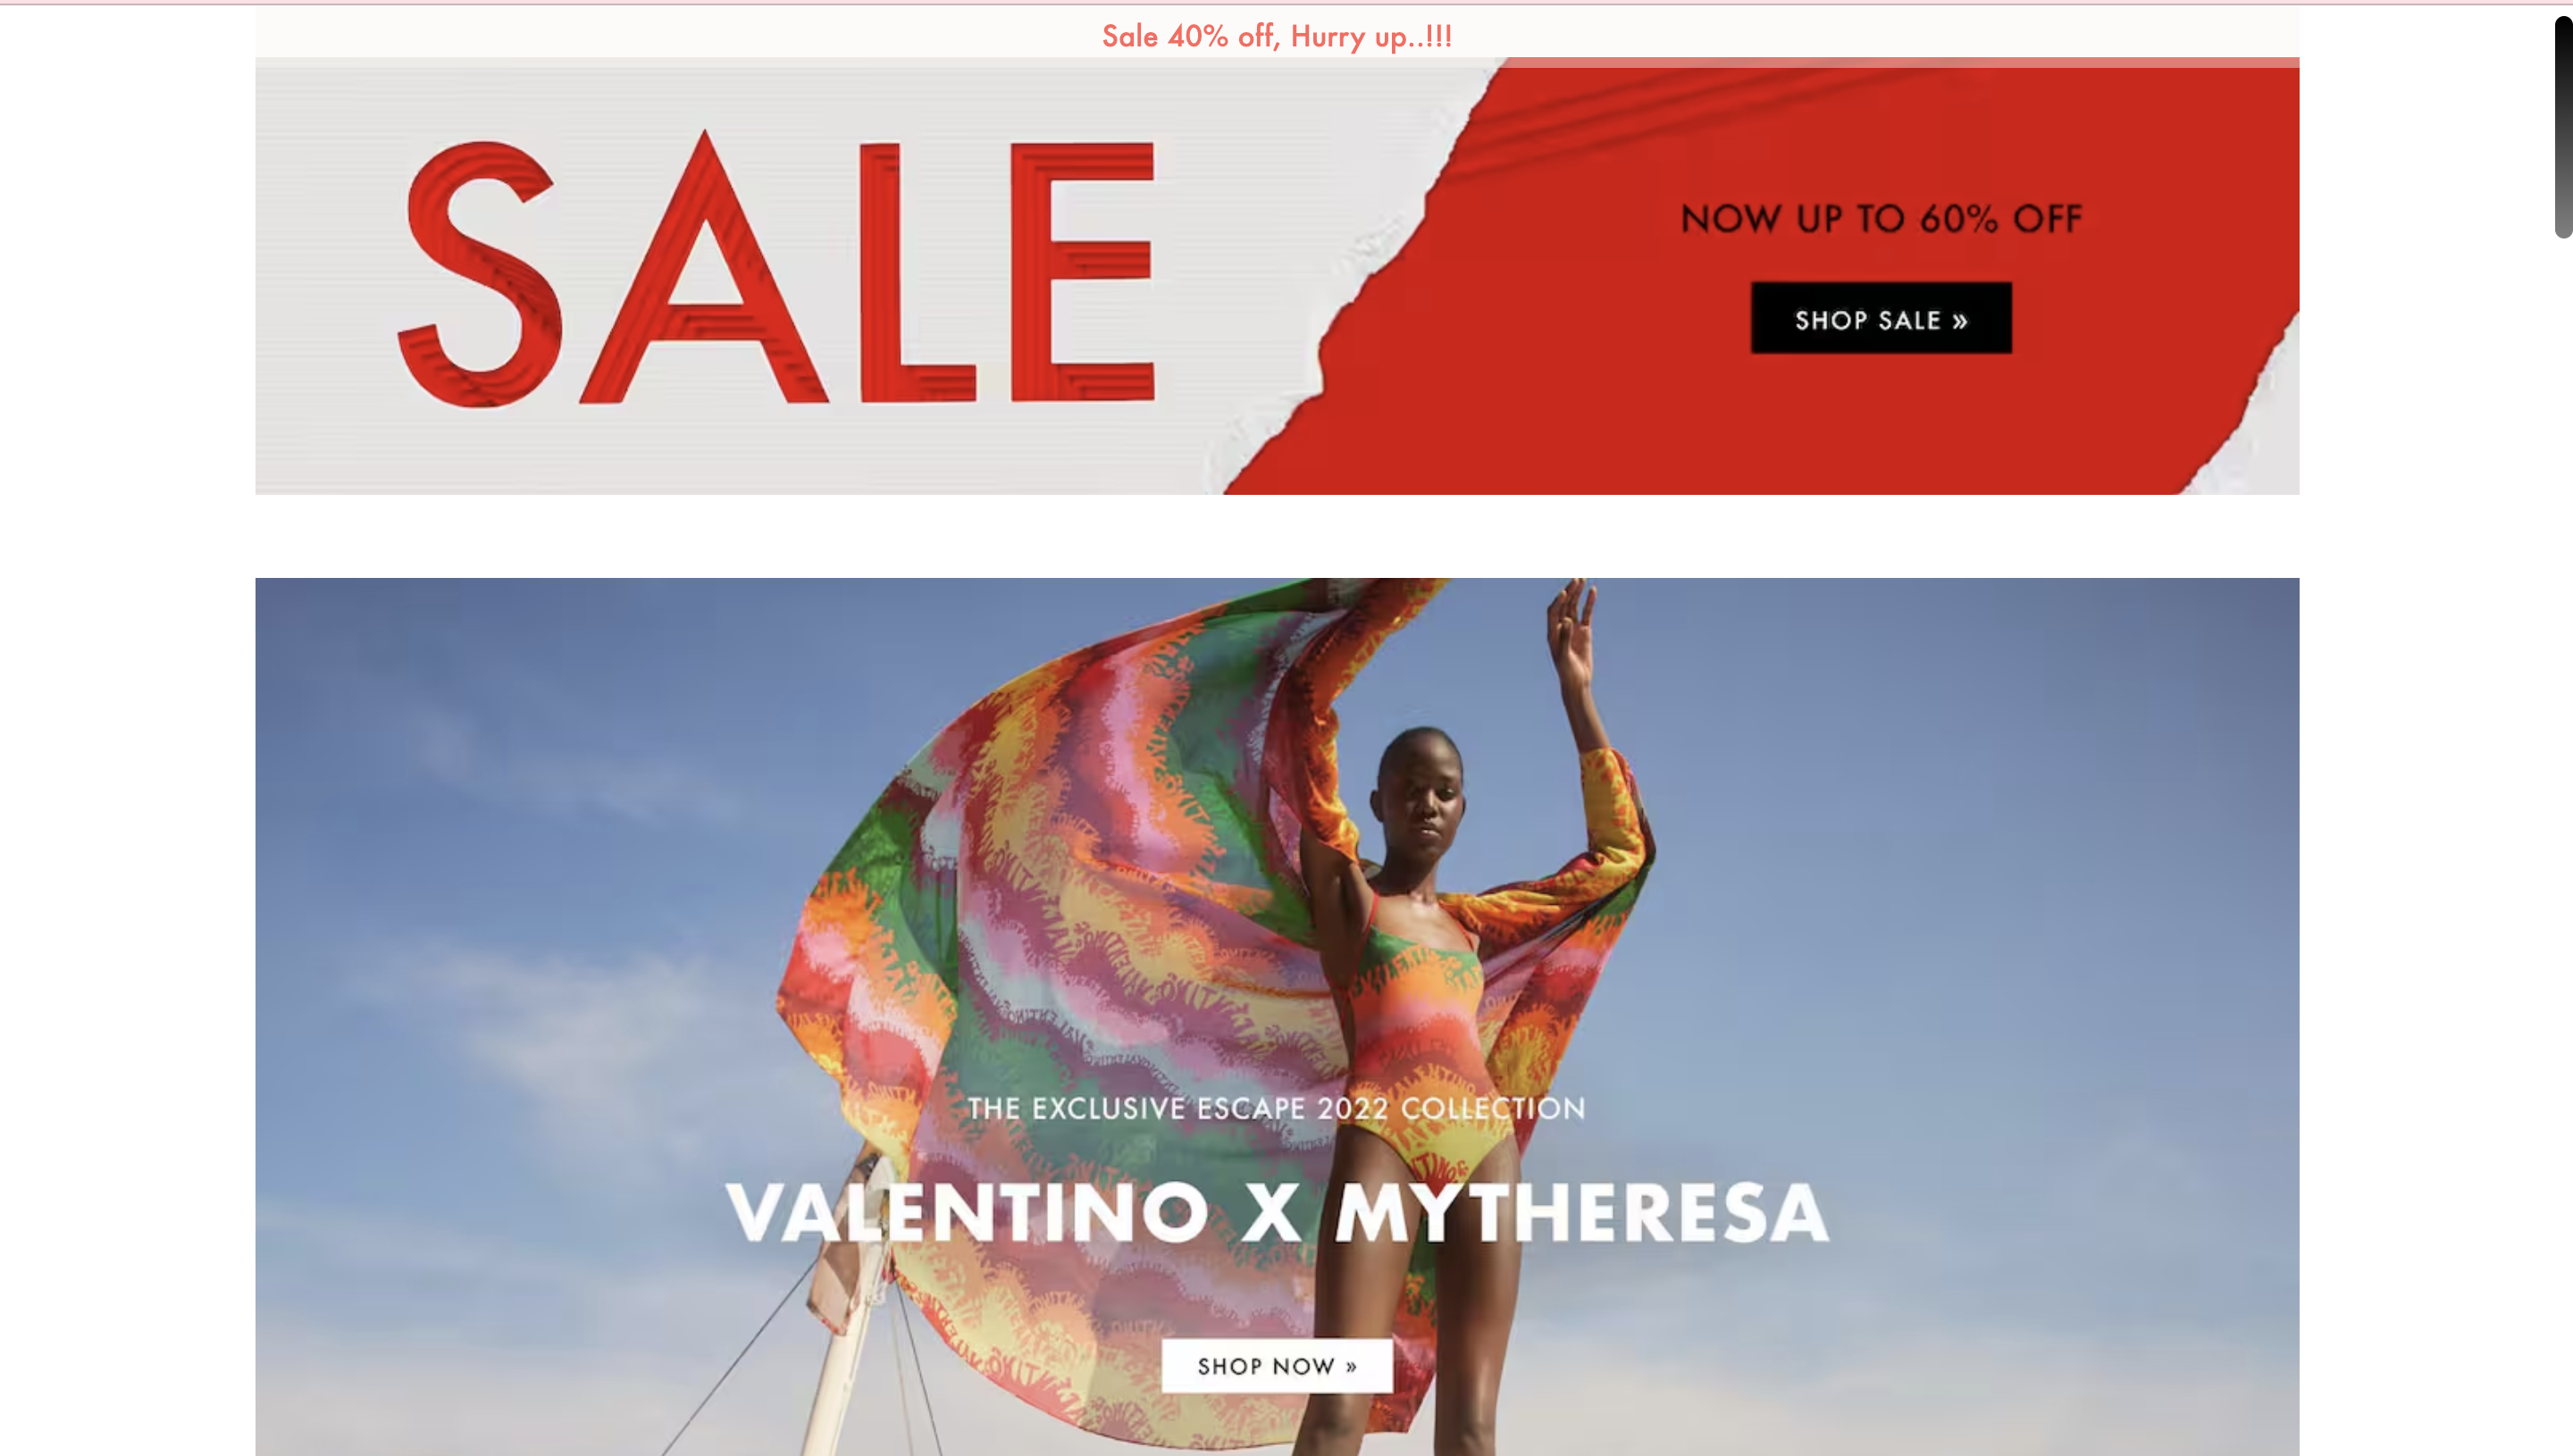 Sale 40% off, Hurry up..!!!
SALE
NOW UP TO 60% OFF
SHOP SALE »
THE EXCLUSIVE ESCAPE 2022 COLLECTION
VALENTINO X MYTHERESA
SHOP NOW »